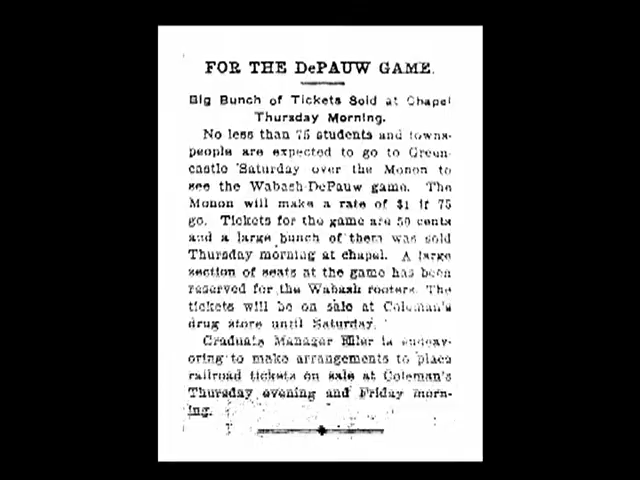 FOR THE DePAUW GAME.
Big Bunch of Tickets Sold at Chapel
Thursday Morning.
No less than 75 students and towns-
people are expected to go to Green-
castle Saturday over the Monon to
see the Wabash-DePauw game. The
Monon will make a rate of $1 if 75
go. Tickets for the game are 50 cents
and a large bunch of them was sold
Thursday morning at chapel. A large
section of seats at the game has been
reserved for the Wabash rooters. The
tickets will be on sale at Coleman's
drug store until Saturday.
Graduate Manager Eller is endeav-
oring to make arrangements to place
railroad tickets on sale at Coleman's
Thursday evening and Friday morn-
ing.